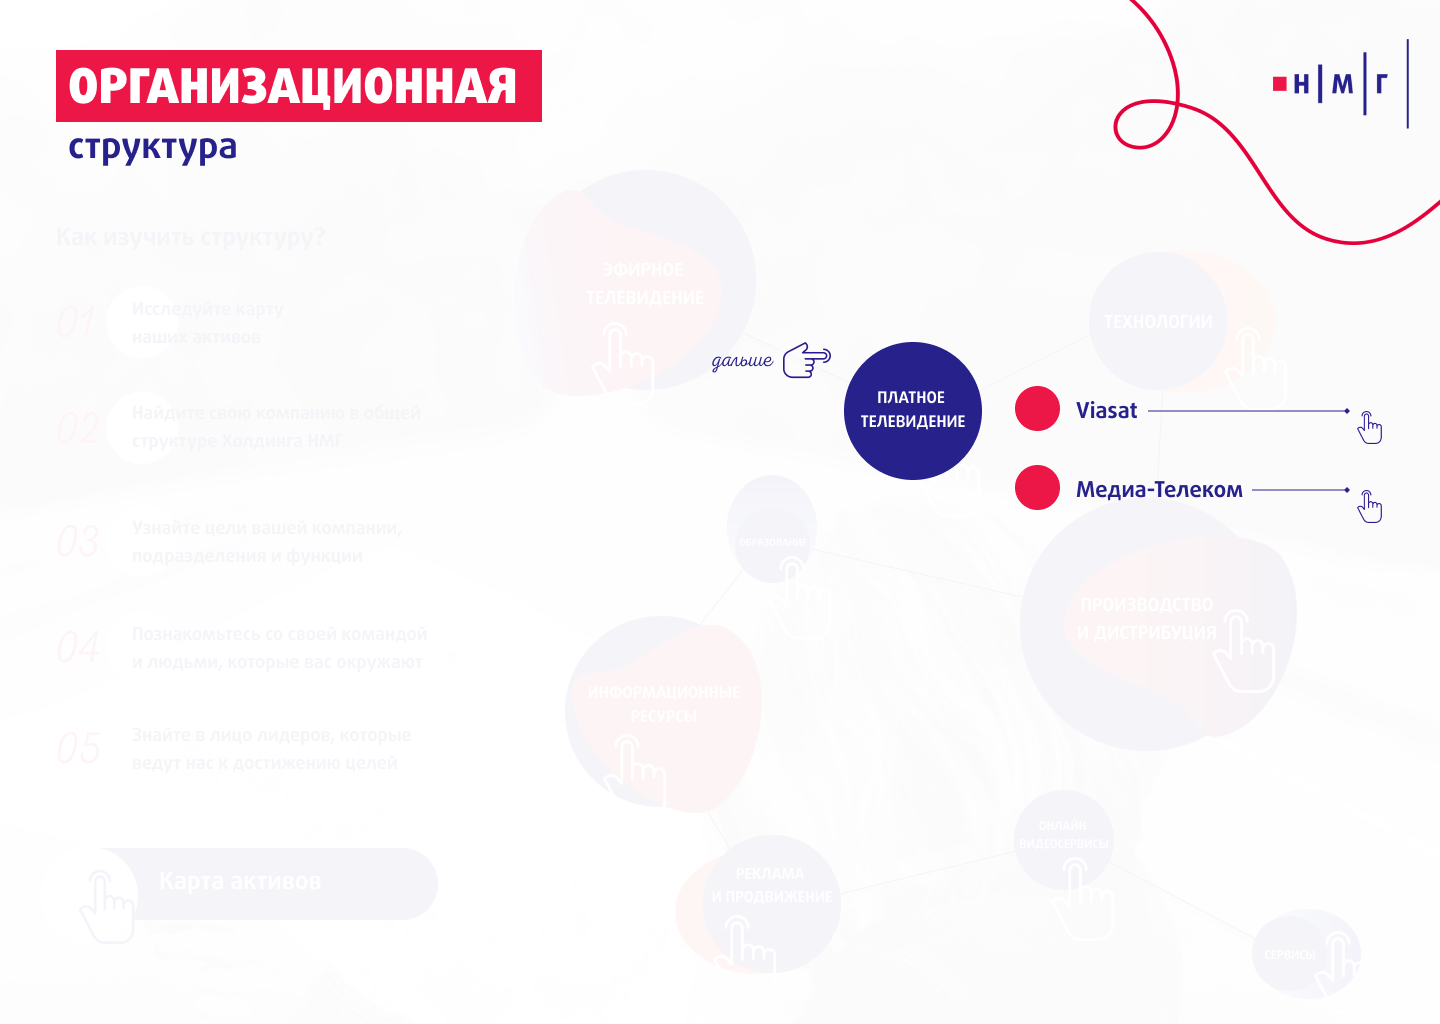 ОРГАНИЗАЦИОННАЯ
структура
Н|М|Г
Как изучить структуру?
01
Исследуйте карту
наших активов
02
Найдите свою компанию в общей
структуре Холдинга НМГ
03
Узнайте цели вашей компании,
подразделения и функции
04
Познакомьтесь со своей командой
и людьми, которые вас окружают
05
Знайте в лицо лидеров, которые
ведут нас к достижению целей
Карта активов
ЭФИРНОЕ
ТЕЛЕВИДЕНИЕ
ТЕХНОЛОГИИ
дальше
ПЛАТНОЕ
ТЕЛЕВИДЕНИЕ
Viasat
Медиа-Телеком
ОБРАЗОВАНИЕ
ПРОИЗВОДСТВО
И ДИСТРИБУЦИЯ
ИНФОРМАЦИОННЫЕ
РЕСУРСЫ
ОНЛАЙН
ВИДЕОСЕРВИСЫ
РЕКЛАМА
И ПРОДВИЖЕНИЕ
СЕРВИСЫ